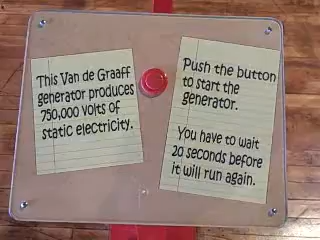 This Van de Graaff
generator produces
750,000 volts of
static electricity.
Push the button
to start the
generator.
You have to wait
20 seconds before
it will run again.